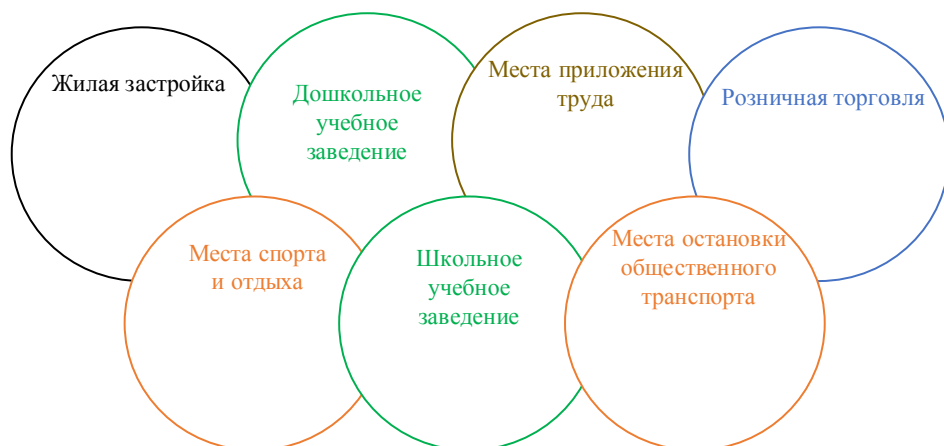 Жилая застройка
Дошкольное
учебное
заведение
Места приложения
труда
Розничная торговля
Места спорта
и отдыха
Школьное
учебное
заведение
Места остановки
общественного
транспорта